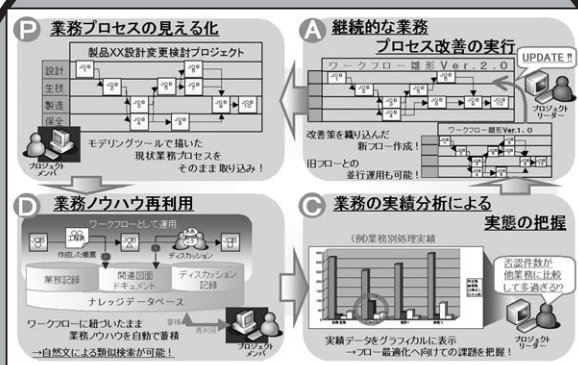 P 業務プロセスの見える化
製品XX設計変更検討プロジェクト
設計
生技
製造
保全
モデリングツールで描いた
現状業務プロセスを
そのまま取り込み！
プロジェクト
メンバ
A 継続的な業務
プロセス改善の実行
UPDATE !!
ワークフロー雛形Ver.2.0
プロジェクト
リーダー
改善策を織り込んだ
新フロー作成！
ワークフロー雛形Ver.1.0
旧フローとの
並行運用も可能！
D 業務ノウハウ再利用
ワークフローとして運用
工程表
作成した帳票
ディスカッション
業務記録
関連図面
ドキュメント
ディスカッション
記録
ナレッジデータベース
ワークフローに紐づいたまま
業務ノウハウを自動で蓄積
→自然文による類似検索が可能！
蓄積
再利用
プロジェクト
メンバ
C 業務の実績分析による
実態の把握
(例)業務別処理実績
否認件数が
他業務に比較
して多過ぎる!?
プロジェクト
リーダー
実績データをグラフィカルに表示
→フロー最適化へ向けての課題を把握！